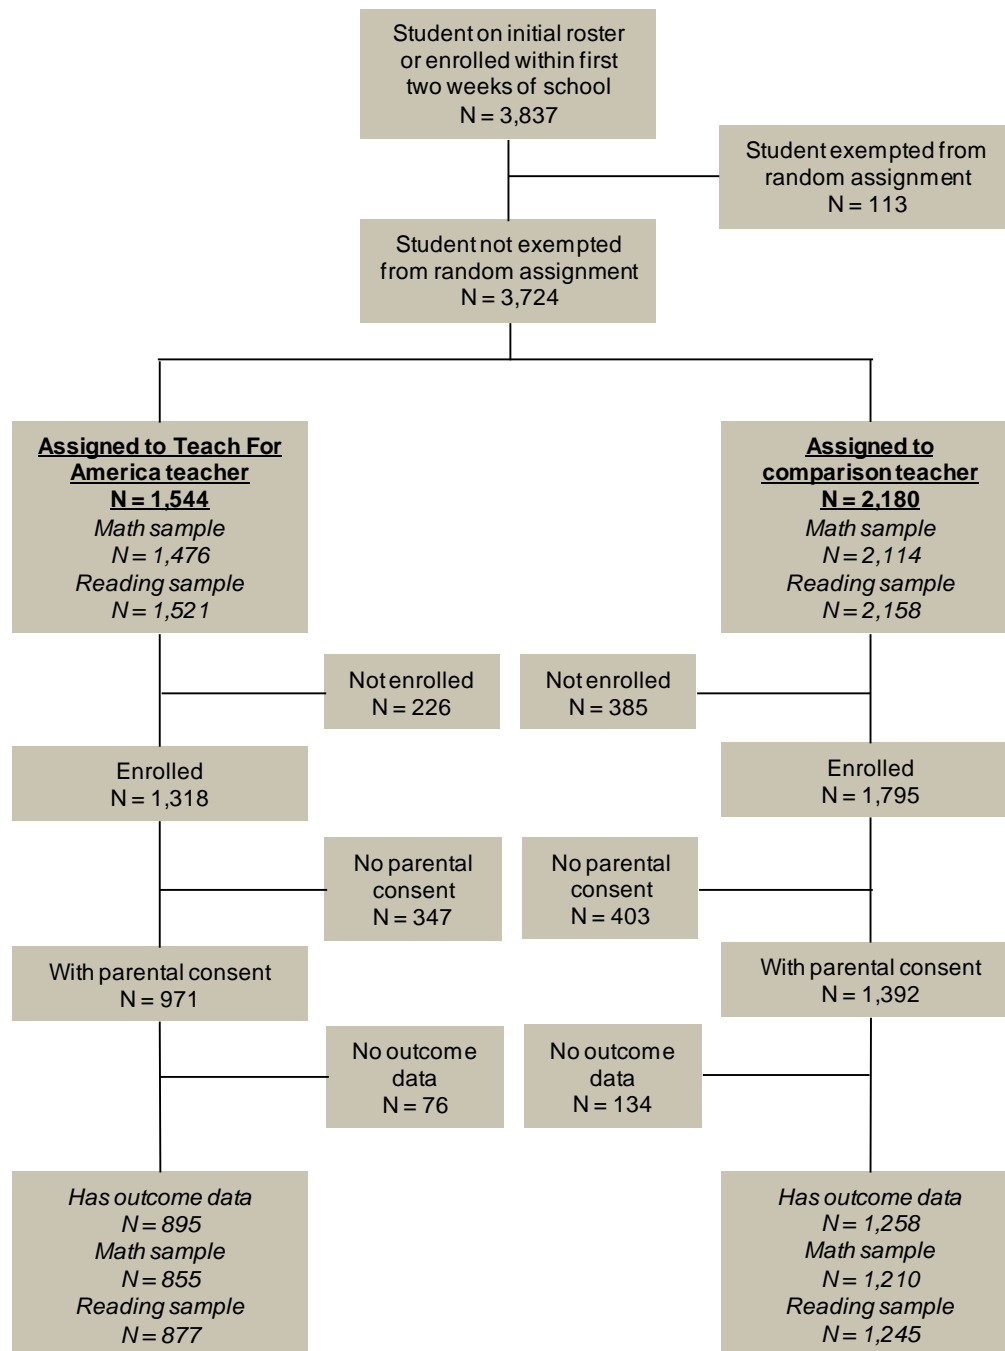 Student on initial roster
or enrolled within first
two weeks of school
N = 3,837
Student exempted from
random assignment
N = 113
Student not exempted
from random assignment
N = 3,724
Assigned to Teach For
America teacher
N = 1,544
Math sample
N = 1,476
Reading sample
N = 1,521
Assigned to
comparison teacher
N = 2,180
Math sample
N = 2,114
Reading sample
N = 2,158
Not enrolled
N = 226
Not enrolled
N = 385
Enrolled
N = 1,318
Enrolled
N = 1,795
No parental
consent
N = 347
No parental
consent
N = 403
With parental consent
N = 971
With parental consent
N = 1,392
No outcome
data
N = 76
No outcome
data
N = 134
Has outcome data
N = 895
Math sample
N = 855
Reading sample
N = 877
Has outcome data
N = 1,258
Math sample
N = 1,210
Reading sample
N = 1,245